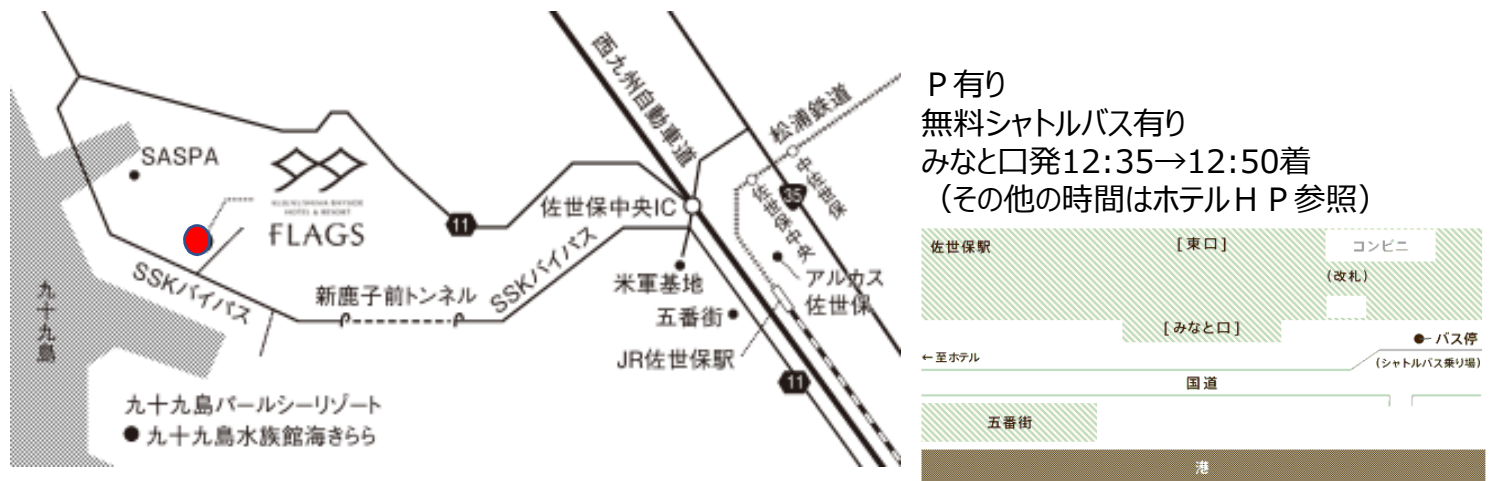 西九州自動車道
松浦鉄道
SASPA
中佐世保
佐世保中央
35
KUJUKUSHIMA BAYSIDE
HOTEL & RESORT
FLAGS
11
佐世保中央IC
SSKバイパス
SSKバイパス
新鹿子前トンネル
米軍基地
アルカス
佐世保
五番街
JR佐世保駅
11
九十九島
九十九島パールシーリゾート
九十九島水族館海きらら
P有り
無料シャトルバス有り
みなと口発12:35→12:50着
(その他の時間はホテルHP参照)
佐世保駅
[東口]
コンビニ
(改札)
[みなと口]
バス停
(シャトルバス乗り場)
←至ホテル
国道
五番街
港